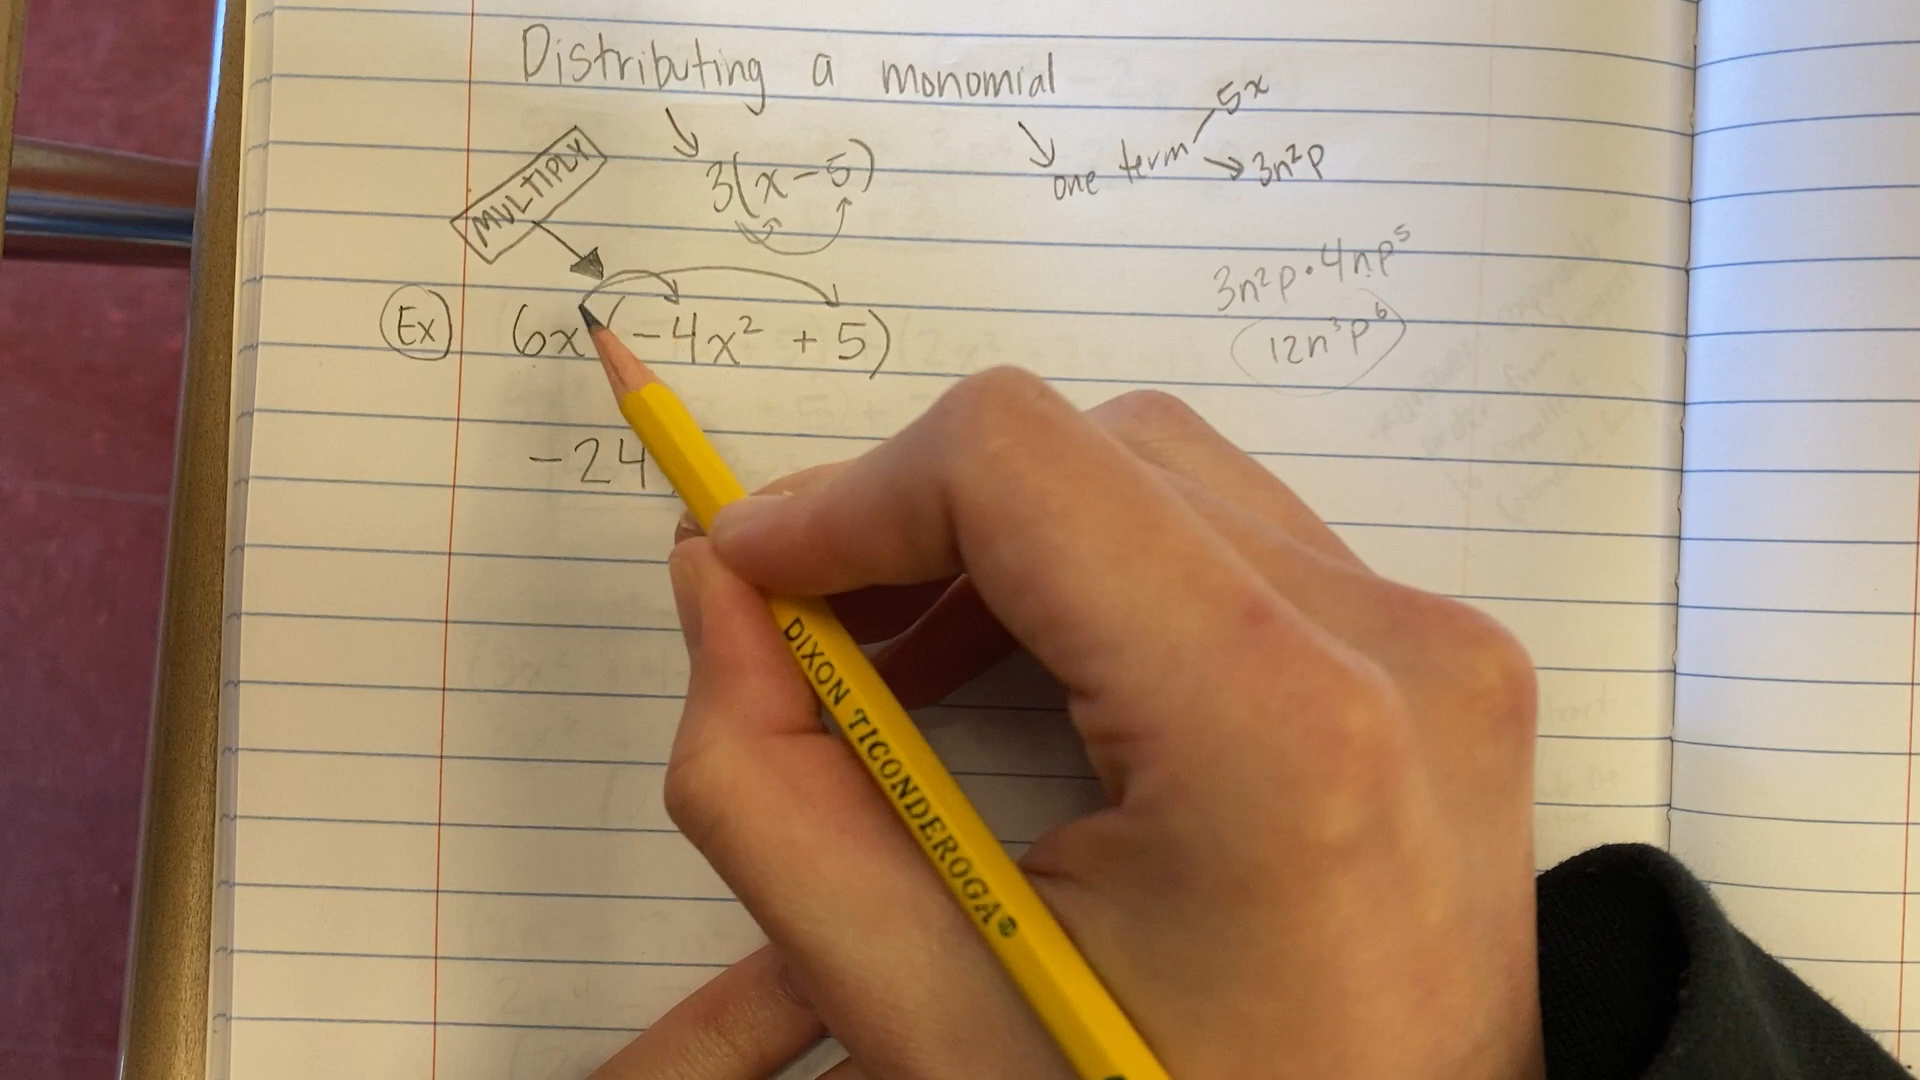 Distributing a monomial
5x
MULTIPLY
3(x-5)
one term
3n²p
3n²p·4np⁵
12n³p⁶
Ex
6x(-4x² + 5)
-24
DIXON TICONDEROGA®